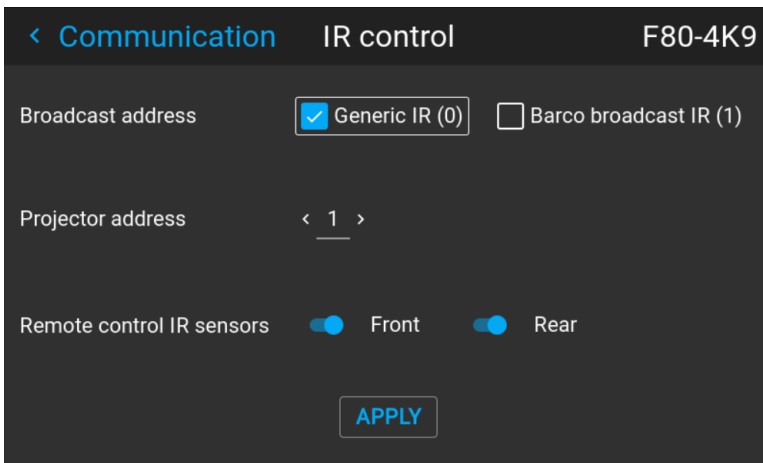 < Communication IR control F80-4K9
Broadcast address Generic IR (0) Barco broadcast IR (1)
Projector address < 1 >
Remote control IR sensors Front Rear
APPLY